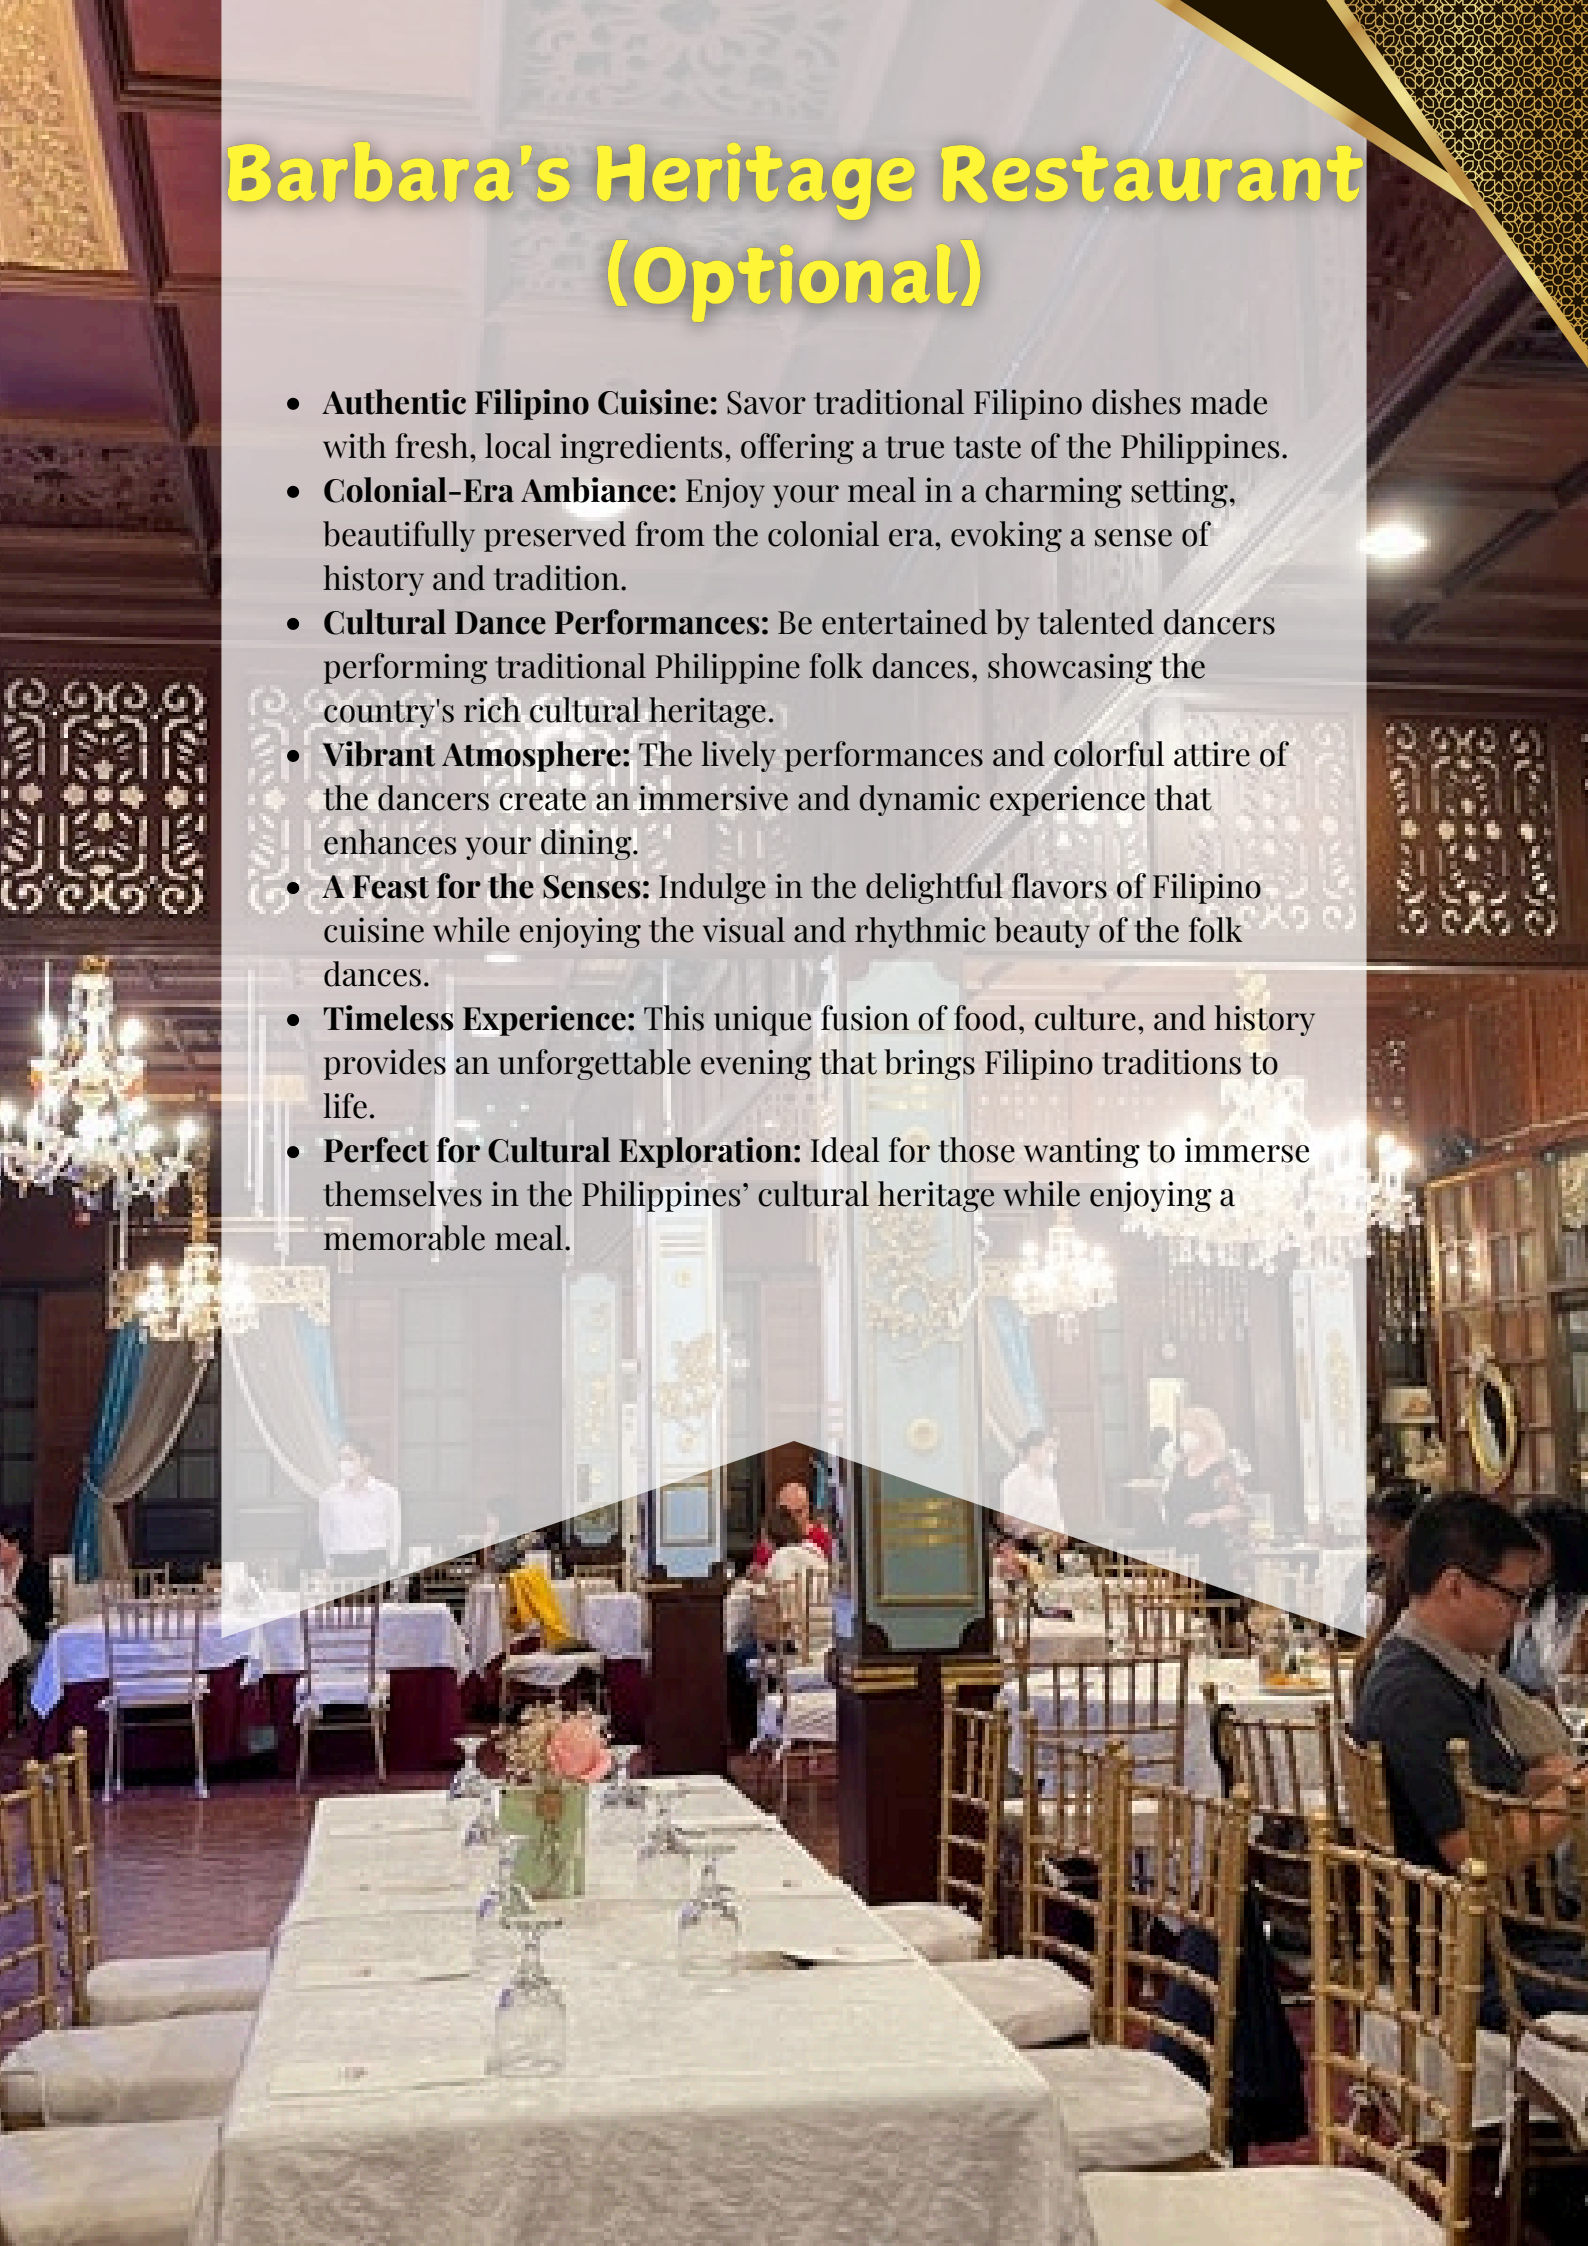 Barbara's Heritage Restaurant
(Optional)
• Authentic Filipino Cuisine: Savor traditional Filipino dishes made
with fresh, local ingredients, offering a true taste of the Philippines.
• Colonial-Era Ambiance: Enjoy your meal in a charming setting,
beautifully preserved from the colonial era, evoking a sense of
history and tradition.
• Cultural Dance Performances: Be entertained by talented dancers
performing traditional Philippine folk dances, showcasing the
country's rich cultural heritage.
• Vibrant Atmosphere: The lively performances and colorful attire of
the dancers create an immersive and dynamic experience that
enhances your dining.
• A Feast for the Senses: Indulge in the delightful flavors of Filipino
cuisine while enjoying the visual and rhythmic beauty of the folk
dances.
• Timeless Experience: This unique fusion of food, culture, and history
provides an unforgettable evening that brings Filipino traditions to
life.
• Perfect for Cultural Exploration: Ideal for those wanting to immerse
themselves in the Philippines’ cultural heritage while enjoying a
memorable meal.